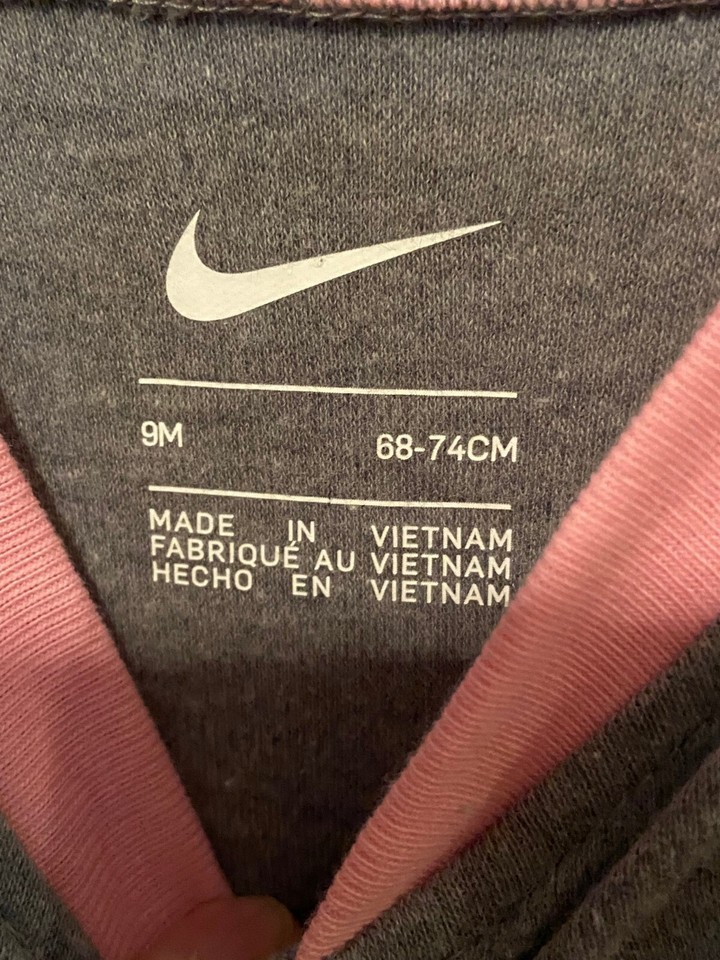 9M 68-74CM
MADE IN VIETNAM
FABRIQUÉ AU VIETNAM
HECHO EN VIETNAM